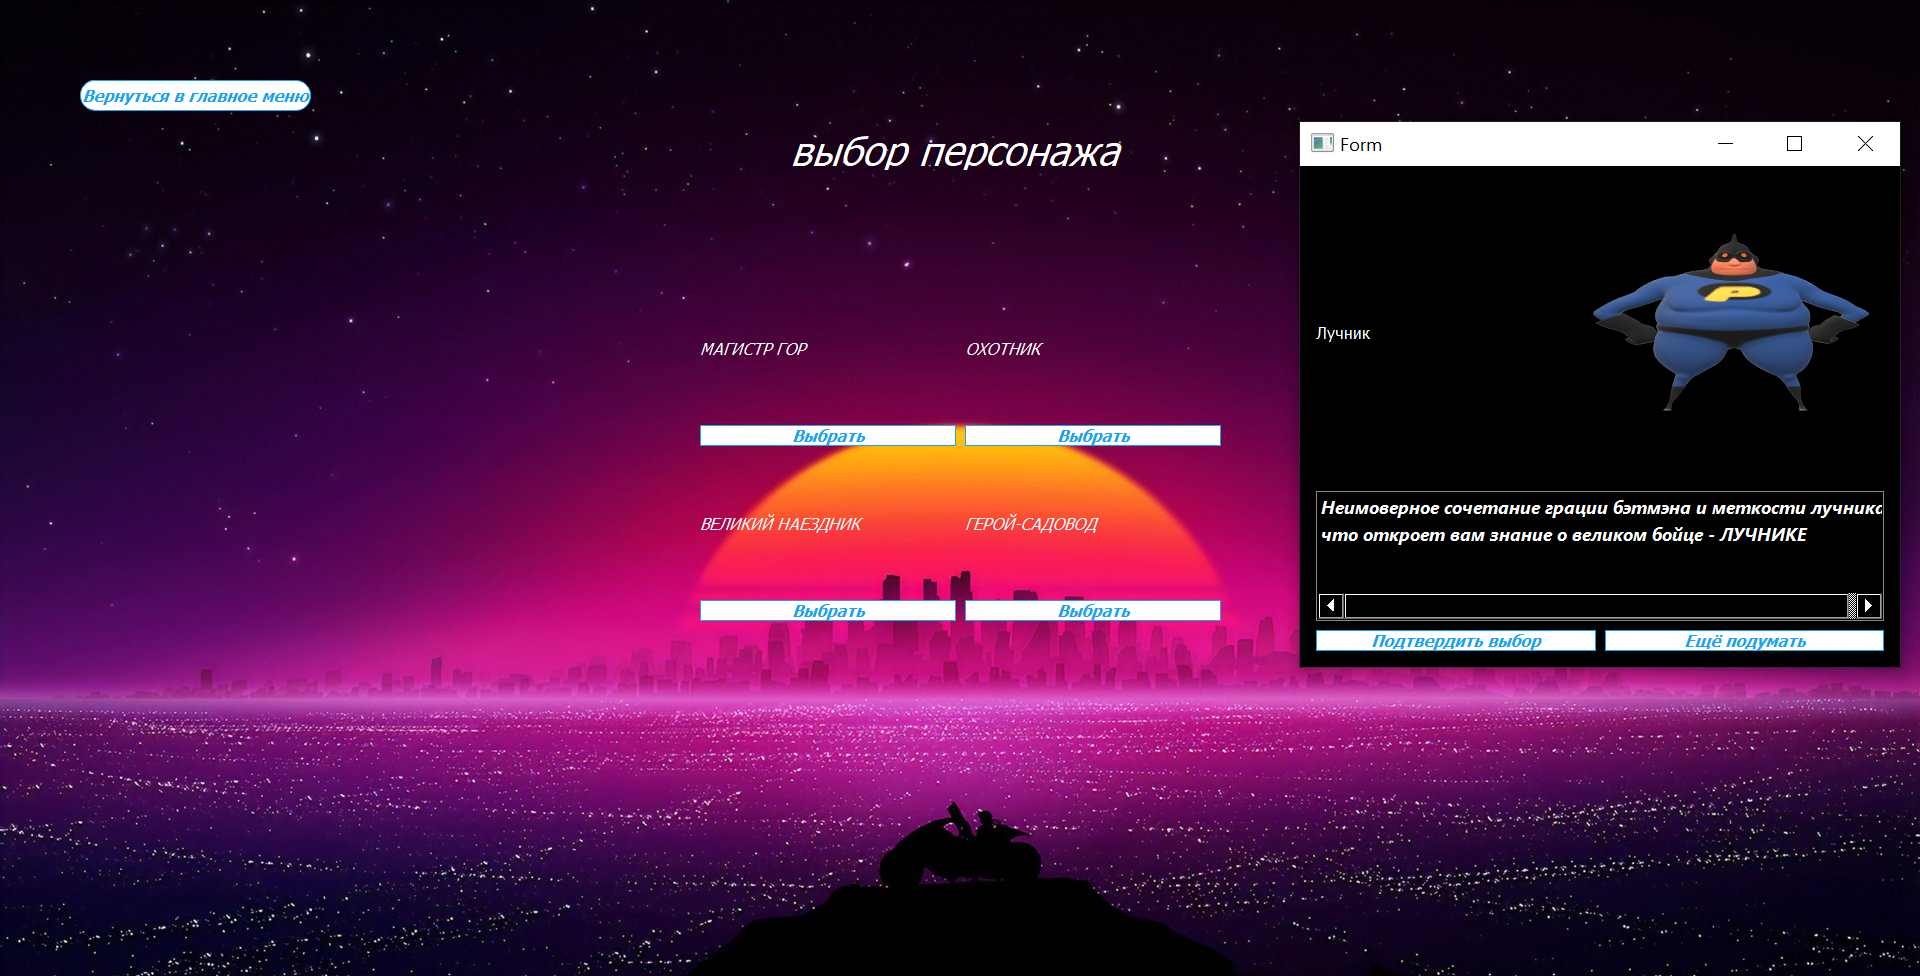 Вернуться в главное меню
выбор персонажа
МАГИСТР ГОР
ОХОТНИК
Выбрать
Выбрать
ВЕЛИКИЙ НАЕЗДНИК
ГЕРОЙ-САДОВОД
Выбрать
Выбрать
Form
P
Лучник
Неимоверное сочетание грации бэтмэна и меткости лучника
что откроет вам знание о великом бойце - ЛУЧНИКЕ
Подтвердить выбор
Ещё подумать